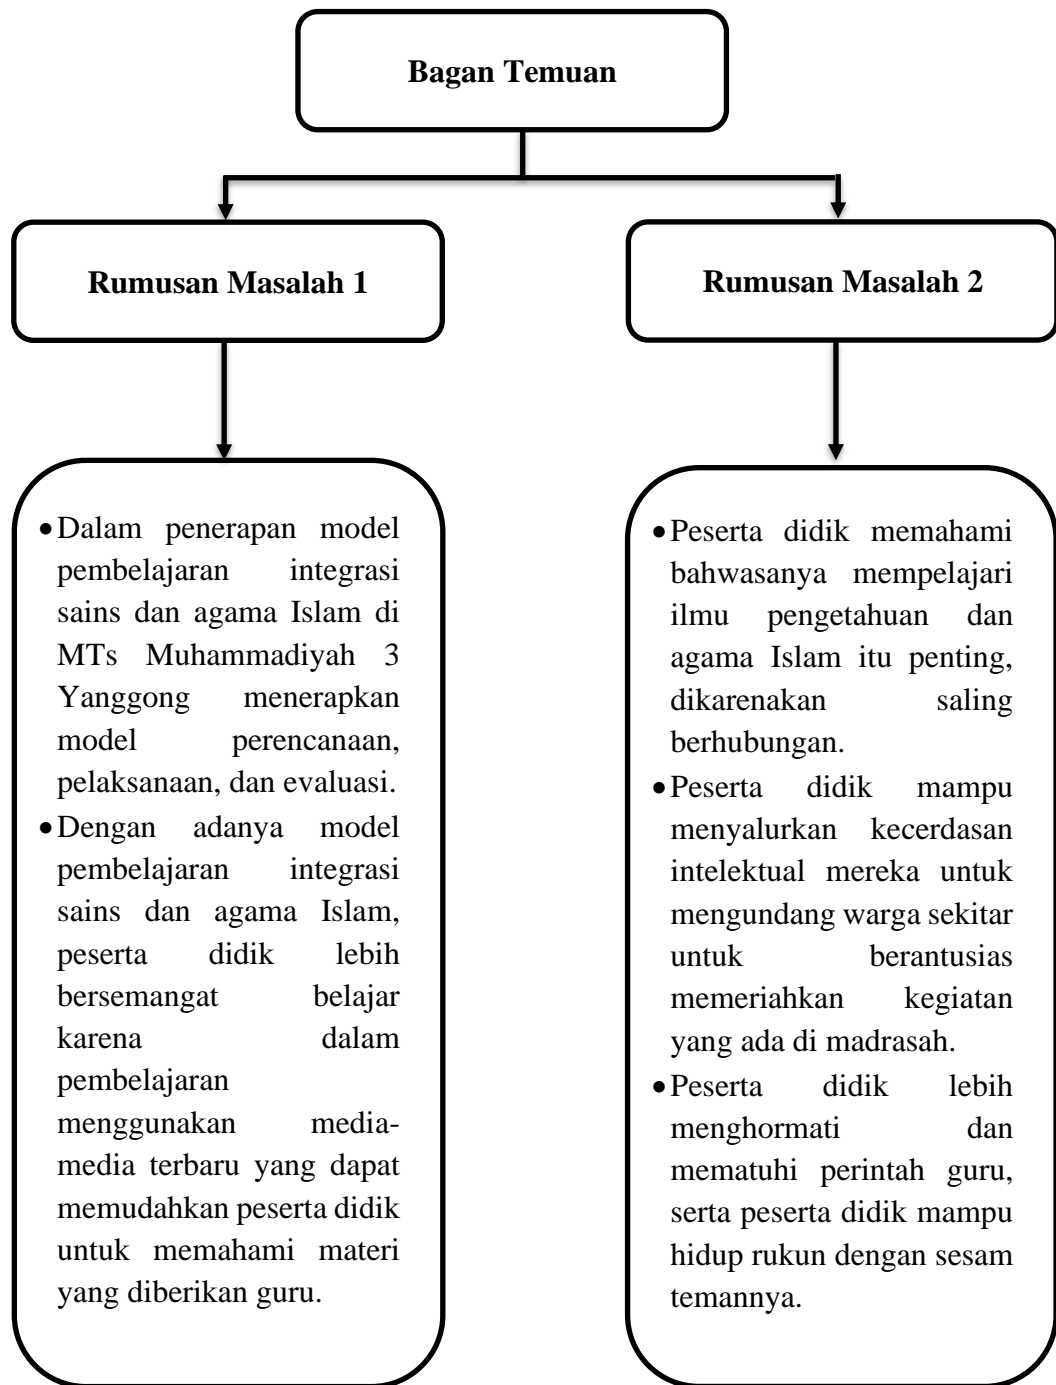 Bagan Temuan
Rumusan Masalah 1
Rumusan Masalah 2
•Dalam penerapan model
pembelajaran integrasi
sains dan agama Islam di
MTs Muhammadiyah 3
Yanggong menerapkan
model perencanaan,
pelaksanaan, dan evaluasi.
•Dengan adanya model
pembelajaran integrasi
sains dan agama Islam,
peserta didik lebih
bersemangat belajar
karena dalam
pembelajaran
menggunakan media-
media terbaru yang dapat
memudahkan peserta didik
untuk memahami materi
yang diberikan guru.
•Peserta didik memahami
bahwasanya mempelajari
ilmu pengetahuan dan
agama Islam itu penting,
dikarenakan saling
berhubungan.
•Peserta didik mampu
menyalurkan kecerdasan
intelektual mereka untuk
mengundang warga sekitar
untuk berantusias
memeriahkan kegiatan
yang ada di madrasah.
•Peserta didik lebih
menghormati dan
mematuhi perintah guru,
serta peserta didik mampu
hidup rukun dengan sesam
temannya.